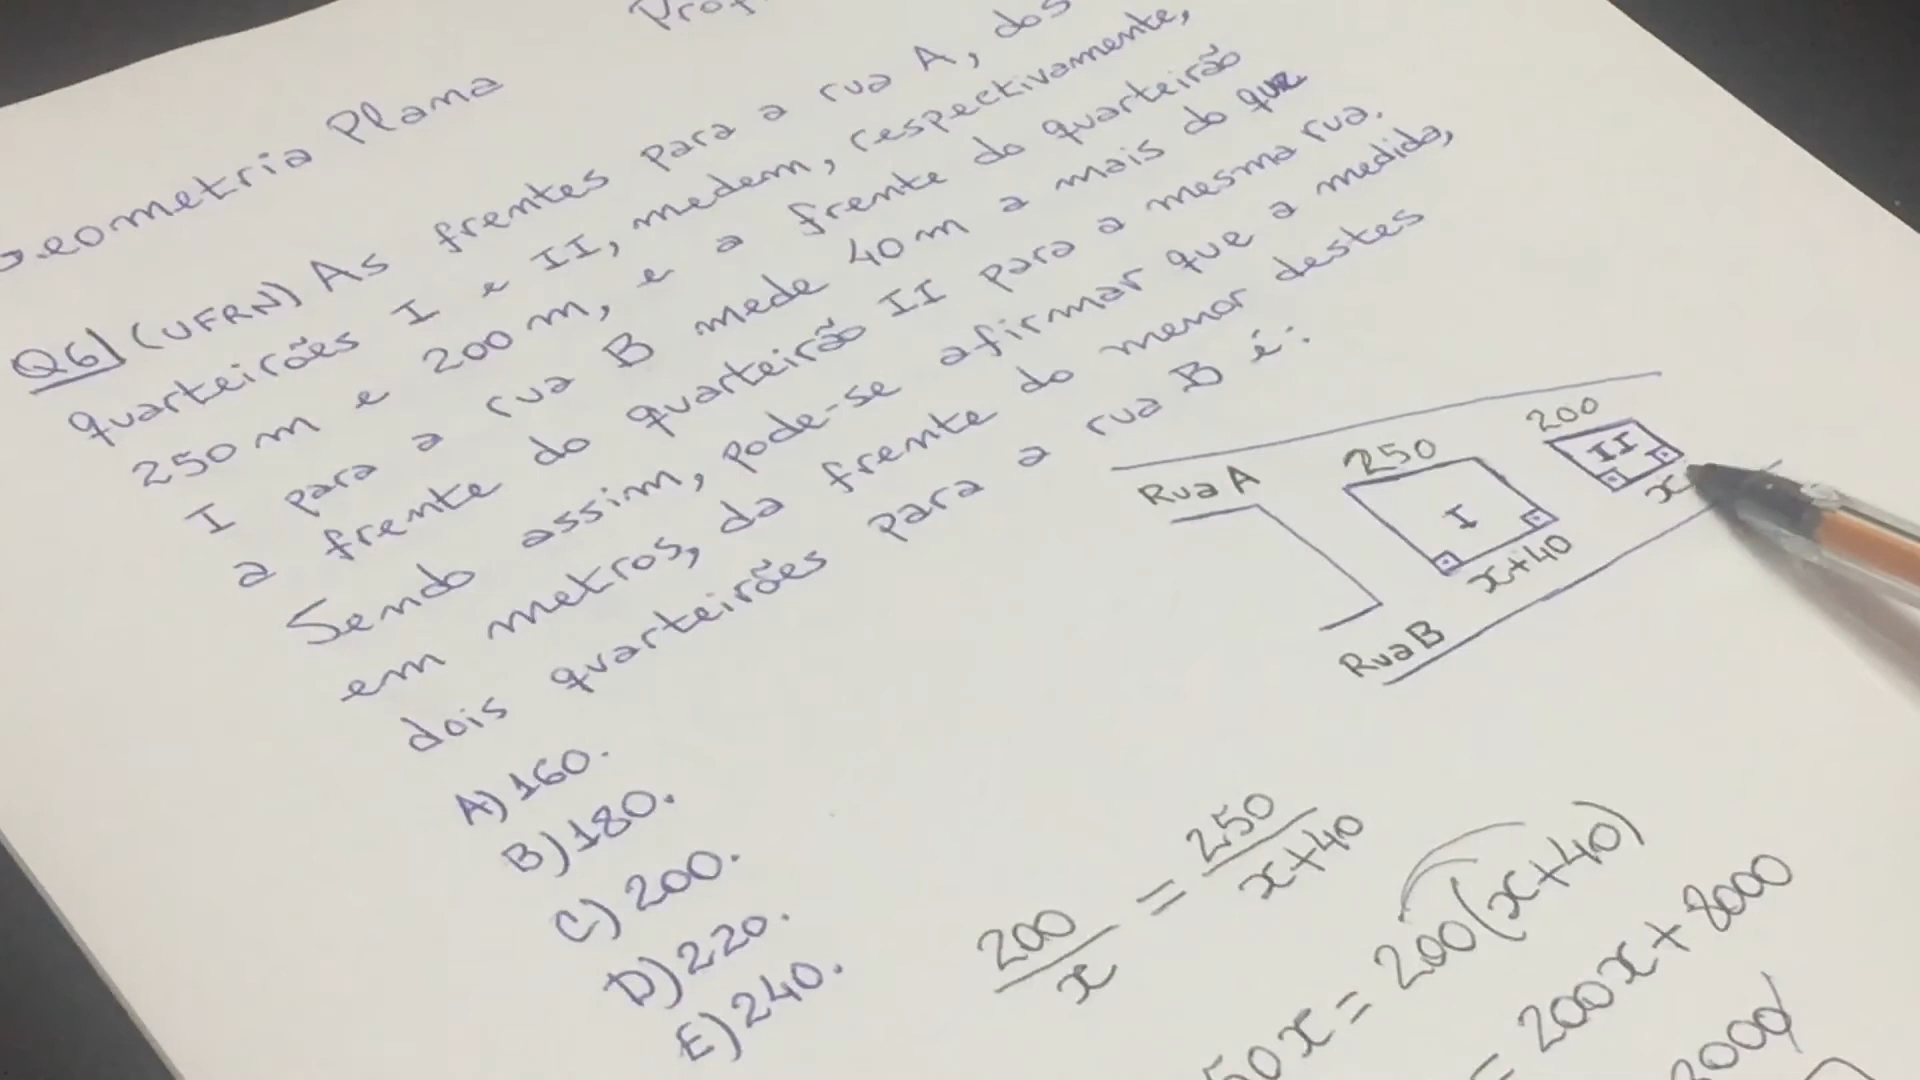 Prof
Geometria Plana
Q6) (UFRN) As frentes para a rua A, dos
quarteirões I e II, medem, respectivamente,
250 m e 200 m, e a frente do quarteirão
I para a rua B mede 40 m a mais do que
a frente do quarteirão II para a mesma rua.
Sendo assim, pode-se afirmar que a medida,
em metros, da frente do menor destes
dois quarteirões para a rua B é:
A) 160.
B) 180.
C) 200.
D) 220.
E) 240.
Rua A
250
200
I
II
x+40
x
Rua B
200/x = 250/x+40
50x = 200(x+40)
= 200x + 8000